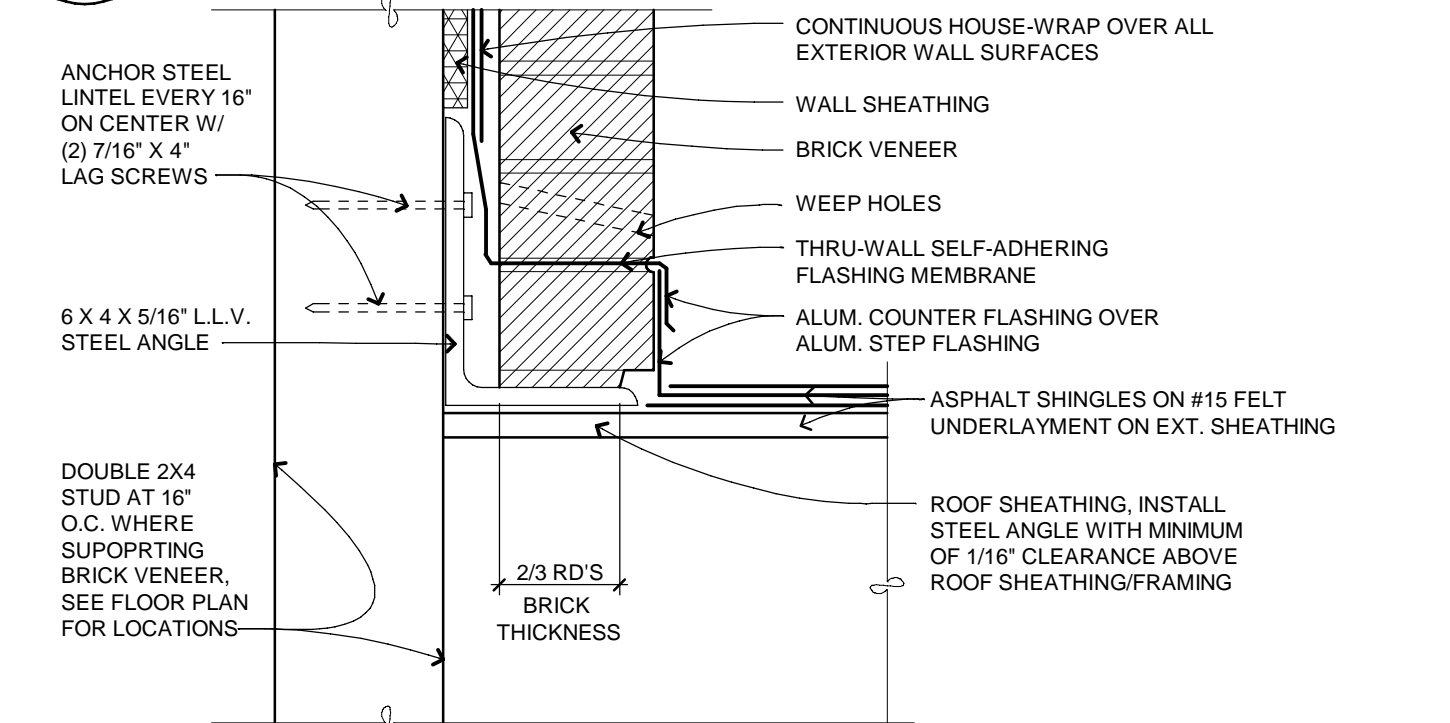 ANCHOR STEEL
LINTEL EVERY 16"
ON CENTER W/
(2) 7/16" X 4"
LAG SCREWS
6 X 4 X 5/16" L.L.V.
STEEL ANGLE
DOUBLE 2X4
STUD AT 16"
O.C. WHERE
SUPOPRTING
BRICK VENEER,
SEE FLOOR PLAN
FOR LOCATIONS
2/3 RD'S
BRICK
THICKNESS
CONTINUOUS HOUSE-WRAP OVER ALL
EXTERIOR WALL SURFACES
WALL SHEATHING
BRICK VENEER
WEEP HOLES
THRU-WALL SELF-ADHERING
FLASHING MEMBRANE
ALUM. COUNTER FLASHING OVER
ALUM. STEP FLASHING
ASPHALT SHINGLES ON #15 FELT
UNDERLAYMENT ON EXT. SHEATHING
ROOF SHEATHING, INSTALL
STEEL ANGLE WITH MINIMUM
OF 1/16" CLEARANCE ABOVE
ROOF SHEATHING/FRAMING